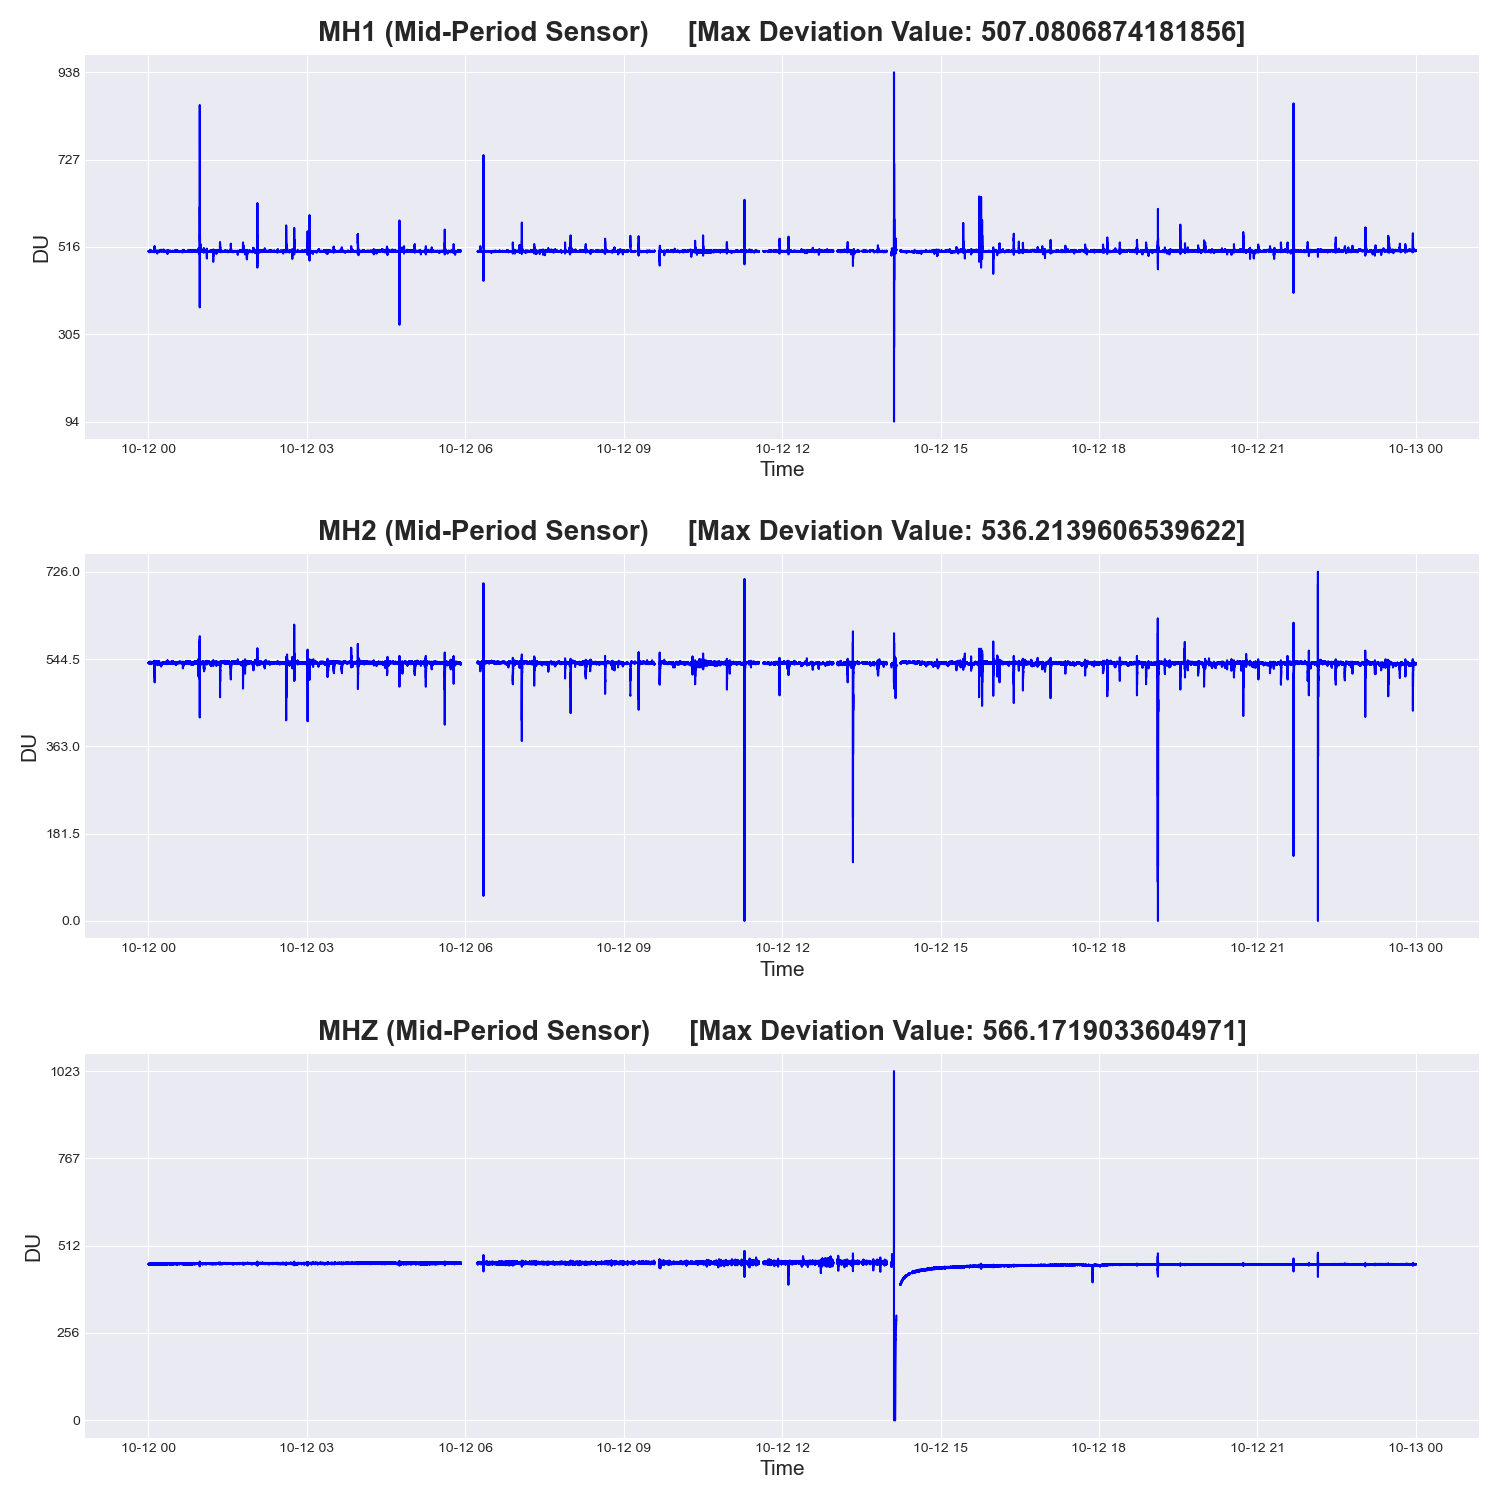 MH1 (Mid-Period Sensor) [Max Deviation Value: 507.0806874181856]
938
727
516
305
94
DU
10-12 00 10-12 03 10-12 06 10-12 09 10-12 12 10-12 15 10-12 18 10-12 21 10-13 00
Time
MH2 (Mid-Period Sensor) [Max Deviation Value: 536.2139606539622]
726.0
544.5
363.0
181.5
0.0
DU
10-12 00 10-12 03 10-12 06 10-12 09 10-12 12 10-12 15 10-12 18 10-12 21 10-13 00
Time
MHZ (Mid-Period Sensor) [Max Deviation Value: 566.1719033604971]
1023
767
512
256
0
DU
10-12 00 10-12 03 10-12 06 10-12 09 10-12 12 10-12 15 10-12 18 10-12 21 10-13 00
Time